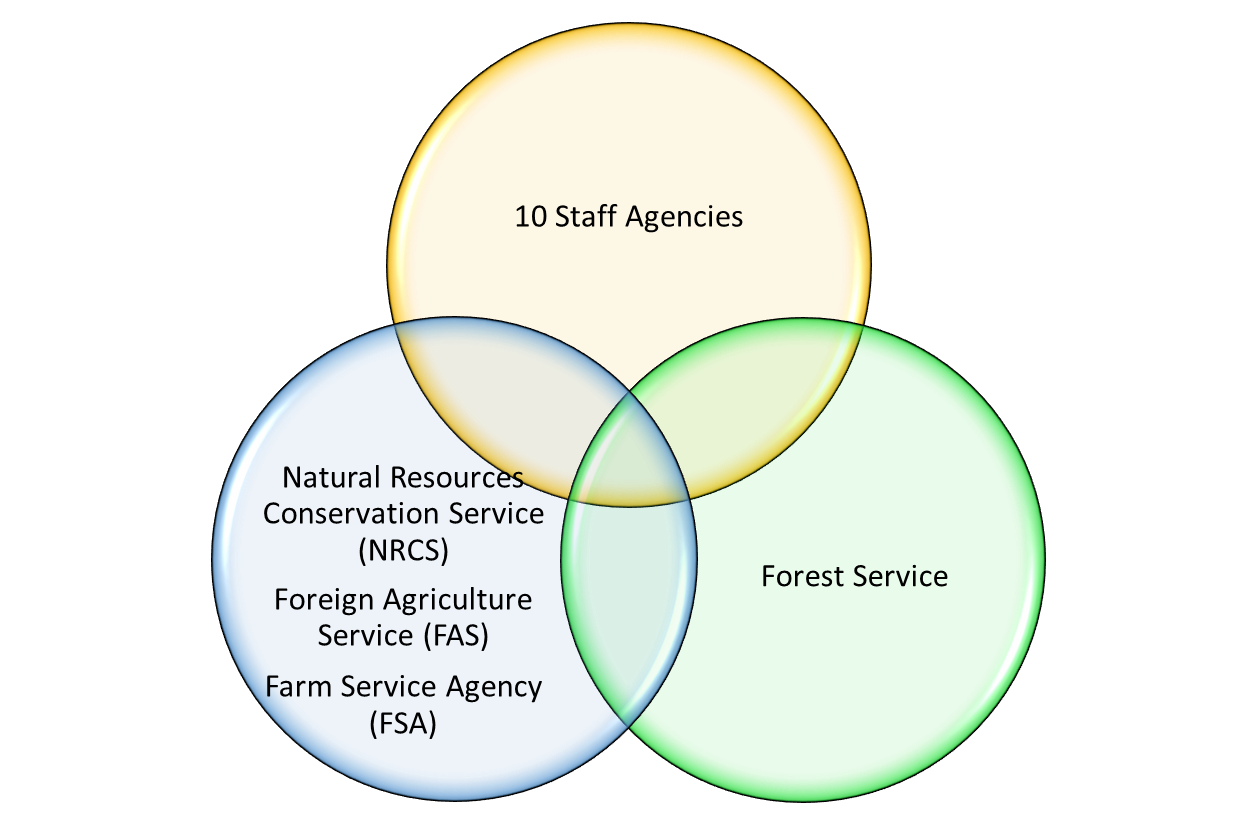 10 Staff Agencies
Natural Resources
Conservation Service
(NRCS)
Foreign Agriculture
Service (FAS)
Farm Service Agency
(FSA)
Forest Service